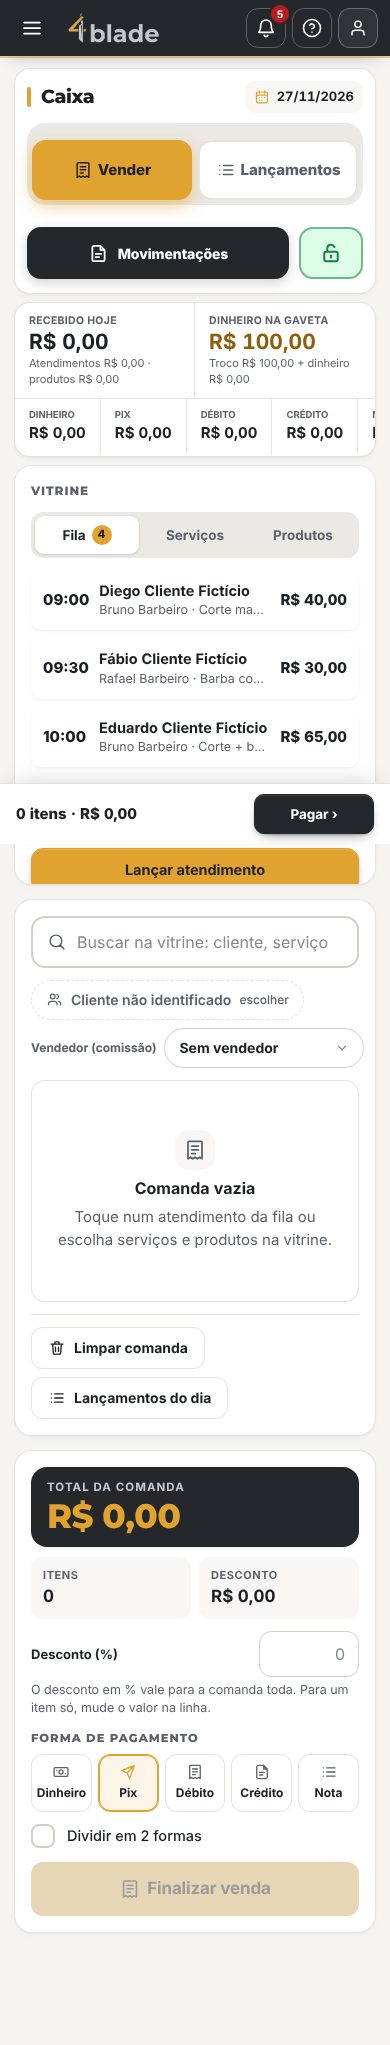 4blade
5
Caixa
27/11/2026
Vender
Lançamentos
Movimentações
RECEBIDO HOJE
R$ 0,00
Atendimentos R$ 0,00 ·
produtos R$ 0,00
DINHEIRO NA GAVETA
R$ 100,00
Troco R$ 100,00 + dinheiro
R$ 0,00
DINHEIRO
R$ 0,00
PIX
R$ 0,00
DÉBITO
R$ 0,00
CRÉDITO
R$ 0,00
VITRINE
Fila 4
Serviços
Produtos
09:00
Diego Cliente Fictício
Bruno Barbeiro · Corte ma...
R$ 40,00
09:30
Fábio Cliente Fictício
Rafael Barbeiro · Barba co...
R$ 30,00
10:00
Eduardo Cliente Fictício
Bruno Barbeiro · Corte + b...
R$ 65,00
0 itens · R$ 0,00
Pagar ›
Lançar atendimento
Buscar na vitrine: cliente, serviço
Cliente não identificado escolher
Vendedor (comissão)
Sem vendedor
Comanda vazia
Toque num atendimento da fila ou
escolha serviços e produtos na vitrine.
Limpar comanda
Lançamentos do dia
TOTAL DA COMANDA
R$ 0,00
ITENS
0
DESCONTO
R$ 0,00
Desconto (%)
0
O desconto em % vale para a comanda toda. Para um
item só, mude o valor na linha.
FORMA DE PAGAMENTO
Dinheiro
Pix
Débito
Crédito
Nota
Dividir em 2 formas
Finalizar venda